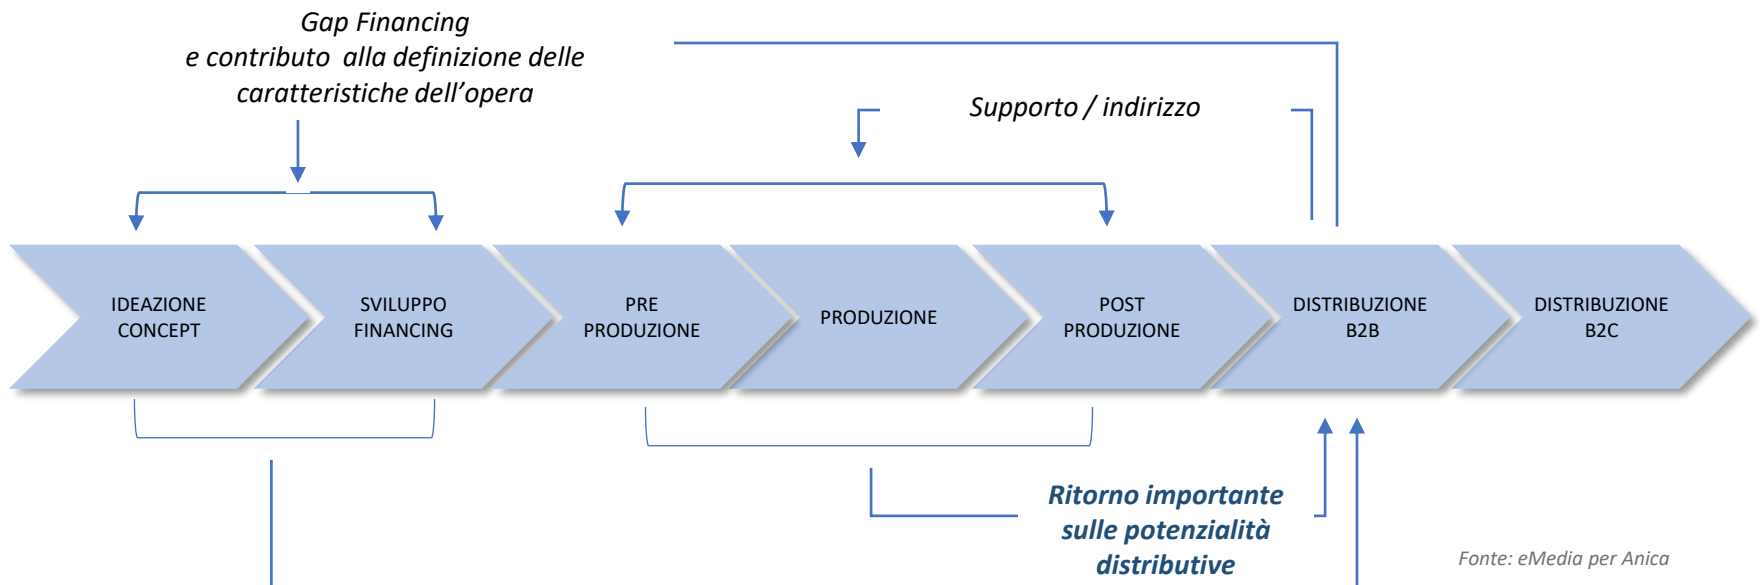 Gap Financing
e contributo alla definizione delle
caratteristiche dell'opera
Supporto / indirizzo
IDEAZIONE
CONCEPT
SVILUPPO
FINANCING
PRE
PRODUZIONE
PRODUZIONE
POST
PRODUZIONE
DISTRIBUZIONE
B2B
DISTRIBUZIONE
B2C
Ritorno importante
sulle potenzialità
distributive
Fonte: eMedia per Anica